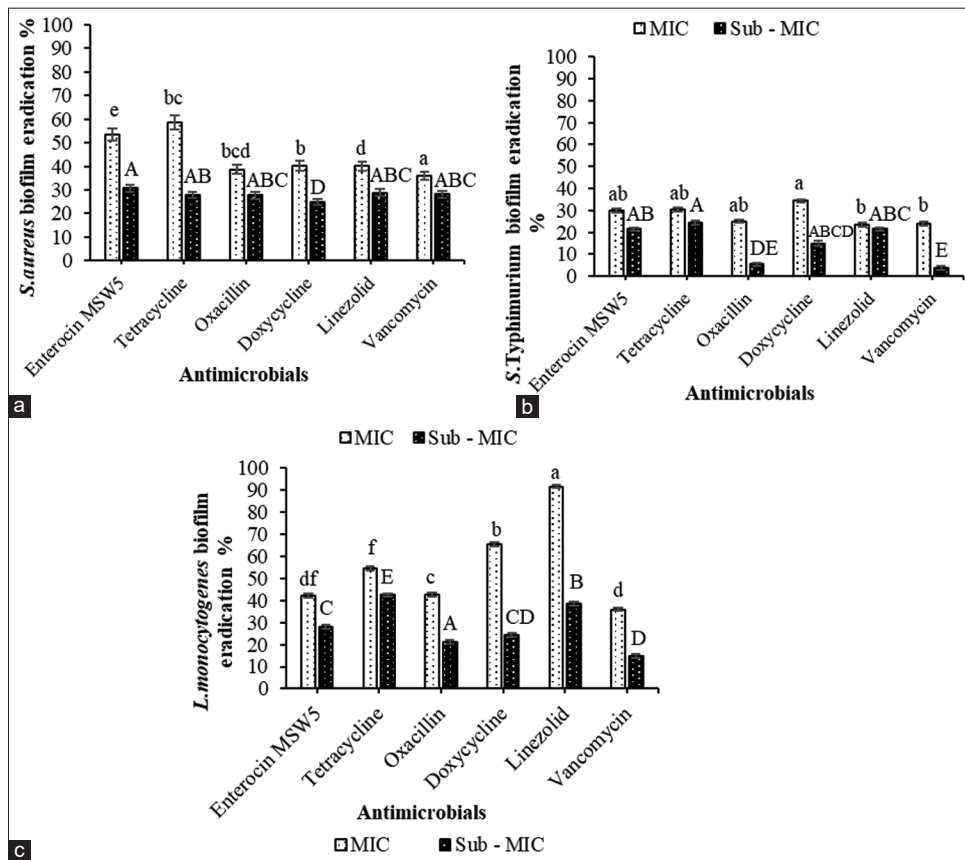 S.aureus biofilm eradication %
100
90
80
70
60
50
40
30
20
10
0
e
A
bc
AB
bcd
ABC
b
D
d
ABC
a
ABC
Enterocin MSW5
Tetracycline
Oxacillin
Doxycycline
Linezolid
Vancomycin
Antimicrobials
a
MIC Sub - MIC
S.Typhimurium biofilm eradication
%
100
90
80
70
60
50
40
30
20
10
0
ab
AB
ab
A
ab
DE
a
ABCD
b
ABC
b
E
Enterocin MSW5
Tetracycline
Oxacillin
Doxycycline
Linezolid
Vancomycin
Antimicrobials
b
MIC Sub - MIC
L.monocytogenes biofilm
eradication %
100
90
80
70
60
50
40
30
20
10
0
df
C
f
E
c
A
b
CD
a
B
d
D
Enterocin MSW5
Tetracycline
Oxacillin
Doxycycline
Linezolid
Vancomycin
Antimicrobials
MIC Sub - MIC
c